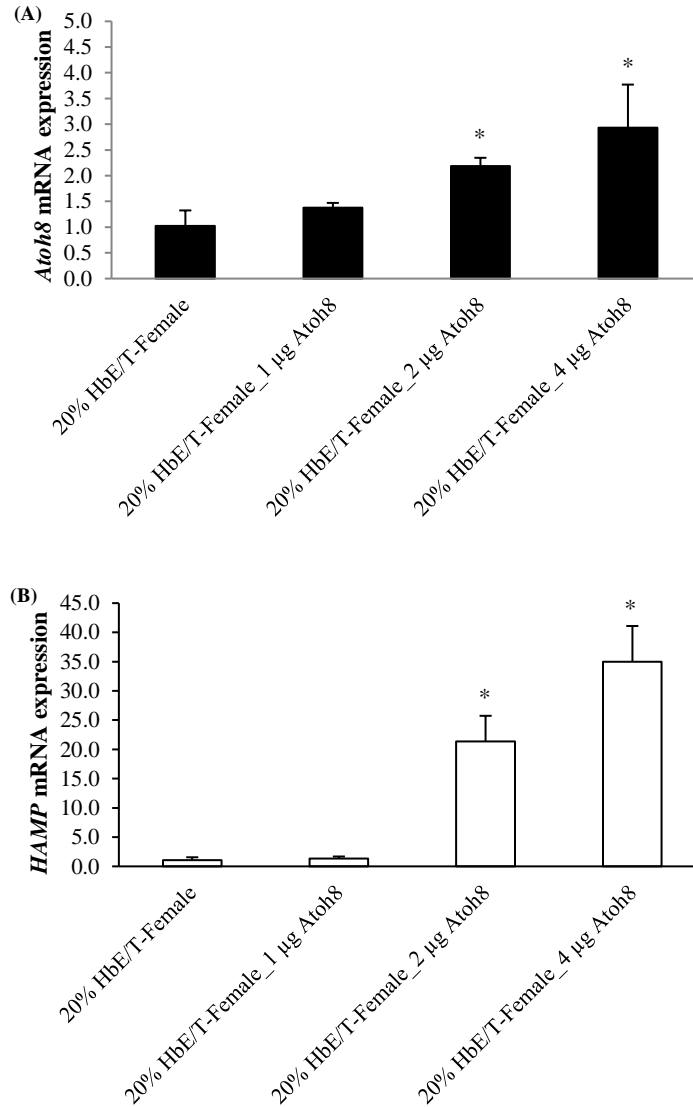 (A)
Atoh8 mRNA expression
5.0
4.5
4.0
3.5
3.0
2.5
2.0
1.5
1.0
0.5
0.0
*
*
20% HbE/T-Female
20% HbE/T-Female_1 µg Atoh8
20% HbE/T-Female_2 µg Atoh8
20% HbE/T-Female_4 µg Atoh8
(B)
HAMP mRNA expression
45.0
40.0
35.0
30.0
25.0
20.0
15.0
10.0
5.0
0.0
*
*
20% HbE/T-Female
20% HbE/T-Female_1 µg Atoh8
20% HbE/T-Female_2 µg Atoh8
20% HbE/T-Female_4 µg Atoh8